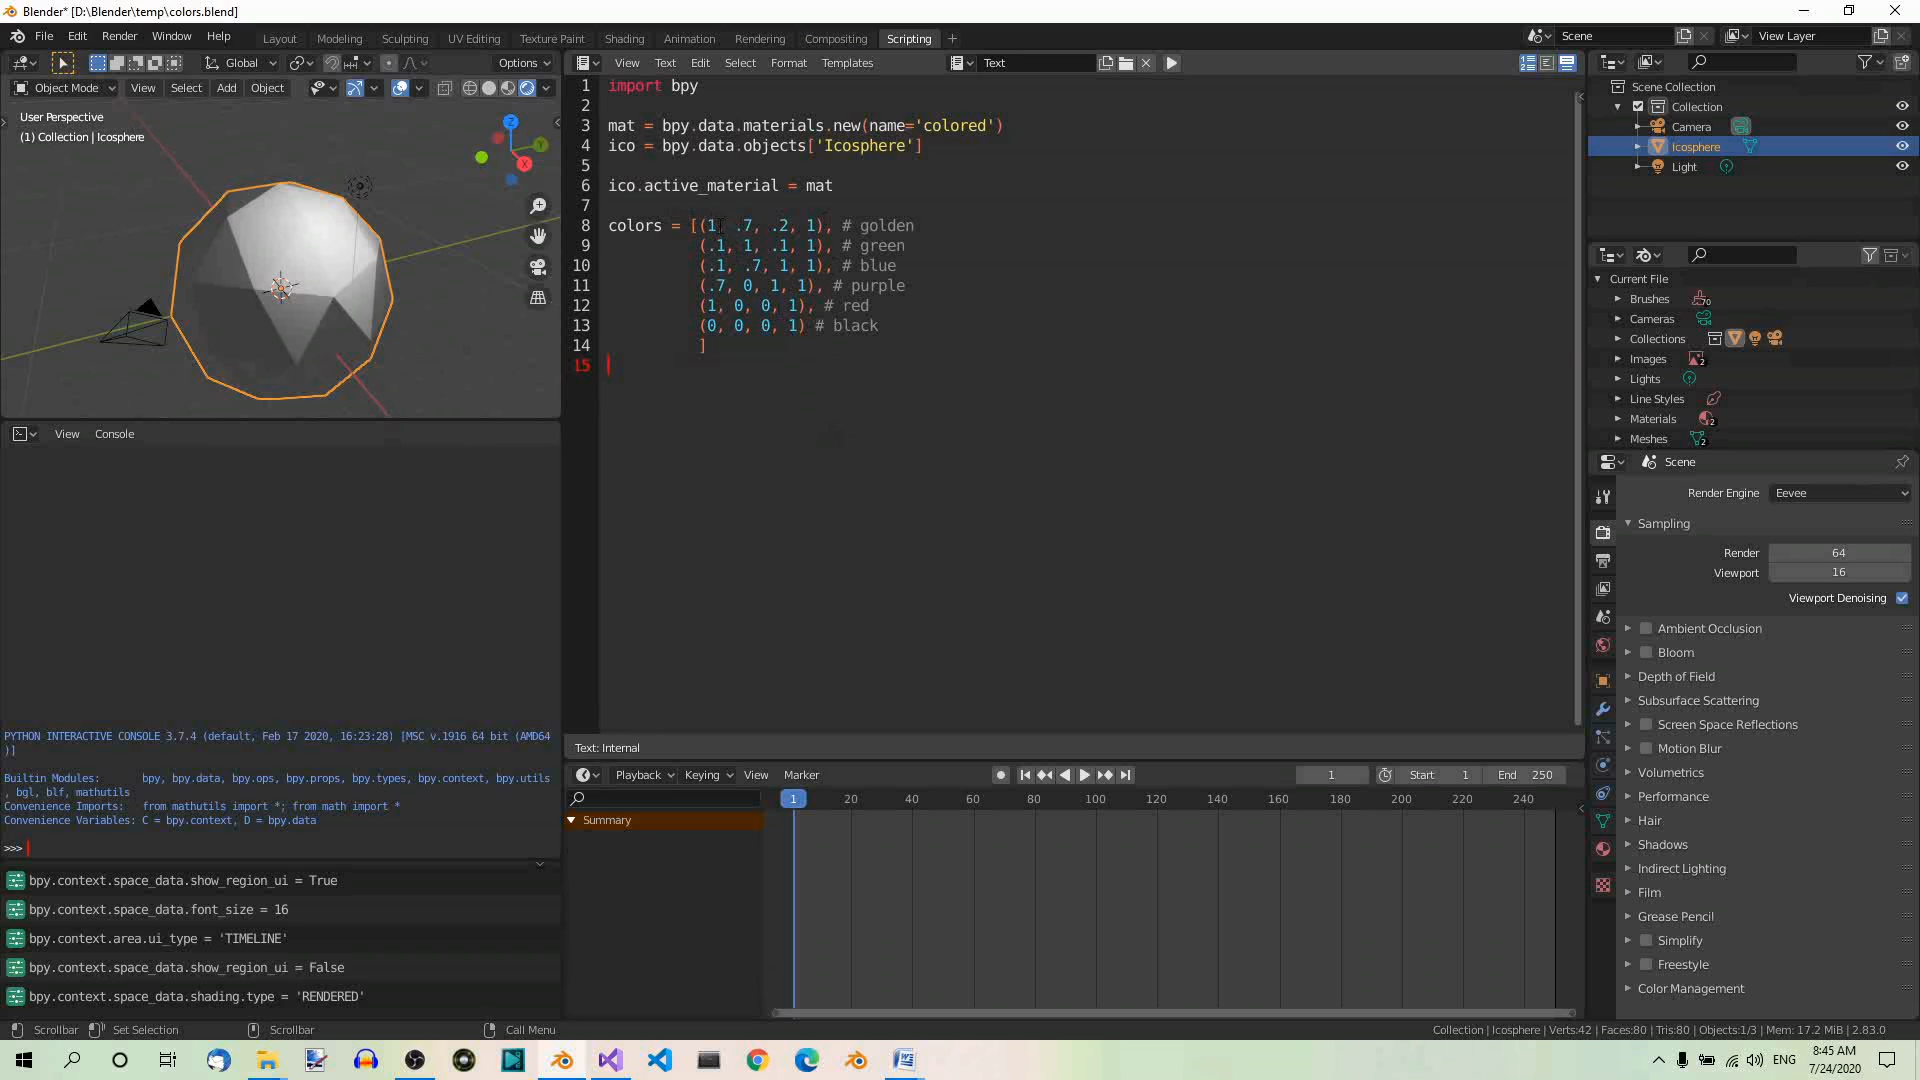 Blender* [D:\Blender\temp\colors.blend]
File Edit Render Window Help
Layout Modeling Sculpting UV Editing Texture Paint Shading Animation Rendering Compositing Scripting +
Scene
View Layer
Global
Options
Object Mode View Select Add Object
User Perspective
(1) Collection | Icosphere
Z
Y
X
View Text Edit Select Format Templates
Text
1 import bpy
2
3 mat = bpy.data.materials.new(name='colored')
4 ico = bpy.data.objects['Icosphere']
5
6 ico.active_material = mat
7
8 colors = [(1, .7, .2, 1), # golden
9 (.1, 1, .1, 1), # green
10 (.1, .7, 1, 1), # blue
11 (.7, 0, 1, 1), # purple
12 (1, 0, 0, 1), # red
13 (0, 0, 0, 1) # black
14 ]
15
Text: Internal
View Console
PYTHON INTERACTIVE CONSOLE 3.7.4 (default, Feb 17 2020, 16:23:28) [MSC v.1916 64 bit (AMD64
)]
Builtin Modules: bpy, bpy.data, bpy.ops, bpy.props, bpy.types, bpy.context, bpy.utils
, bgl, blf, mathutils
Convenience Imports: from mathutils import *; from math import *
Convenience Variables: C = bpy.context, D = bpy.data
>>>
bpy.context.space_data.show_region_ui = True
bpy.context.space_data.font_size = 16
bpy.context.area.ui_type = 'TIMELINE'
bpy.context.space_data.show_region_ui = False
bpy.context.space_data.shading.type = 'RENDERED'
Playback Keying View Marker
1
Start 1
End 250
1 20 40 60 80 100 120 140 160 180 200 220 240
Summary
Scene Collection
Collection
Camera
Icosphere
Light
Current File
Brushes 70
Cameras
Collections
Images 2
Lights
Line Styles
Materials 2
Meshes 2
Scene
Render Engine Eevee
Sampling
Render 64
Viewport 16
Viewport Denoising
Ambient Occlusion
Bloom
Depth of Field
Subsurface Scattering
Screen Space Reflections
Motion Blur
Volumetrics
Performance
Hair
Shadows
Indirect Lighting
Film
Grease Pencil
Simplify
Freestyle
Color Management
Scrollbar Set Selection Scrollbar Call Menu
Collection | Icosphere | Verts:42 | Faces:80 | Tris:80 | Objects:1/3 | Mem: 17.2 MiB | 2.83.0
ENG
8:45 AM
7/24/2020